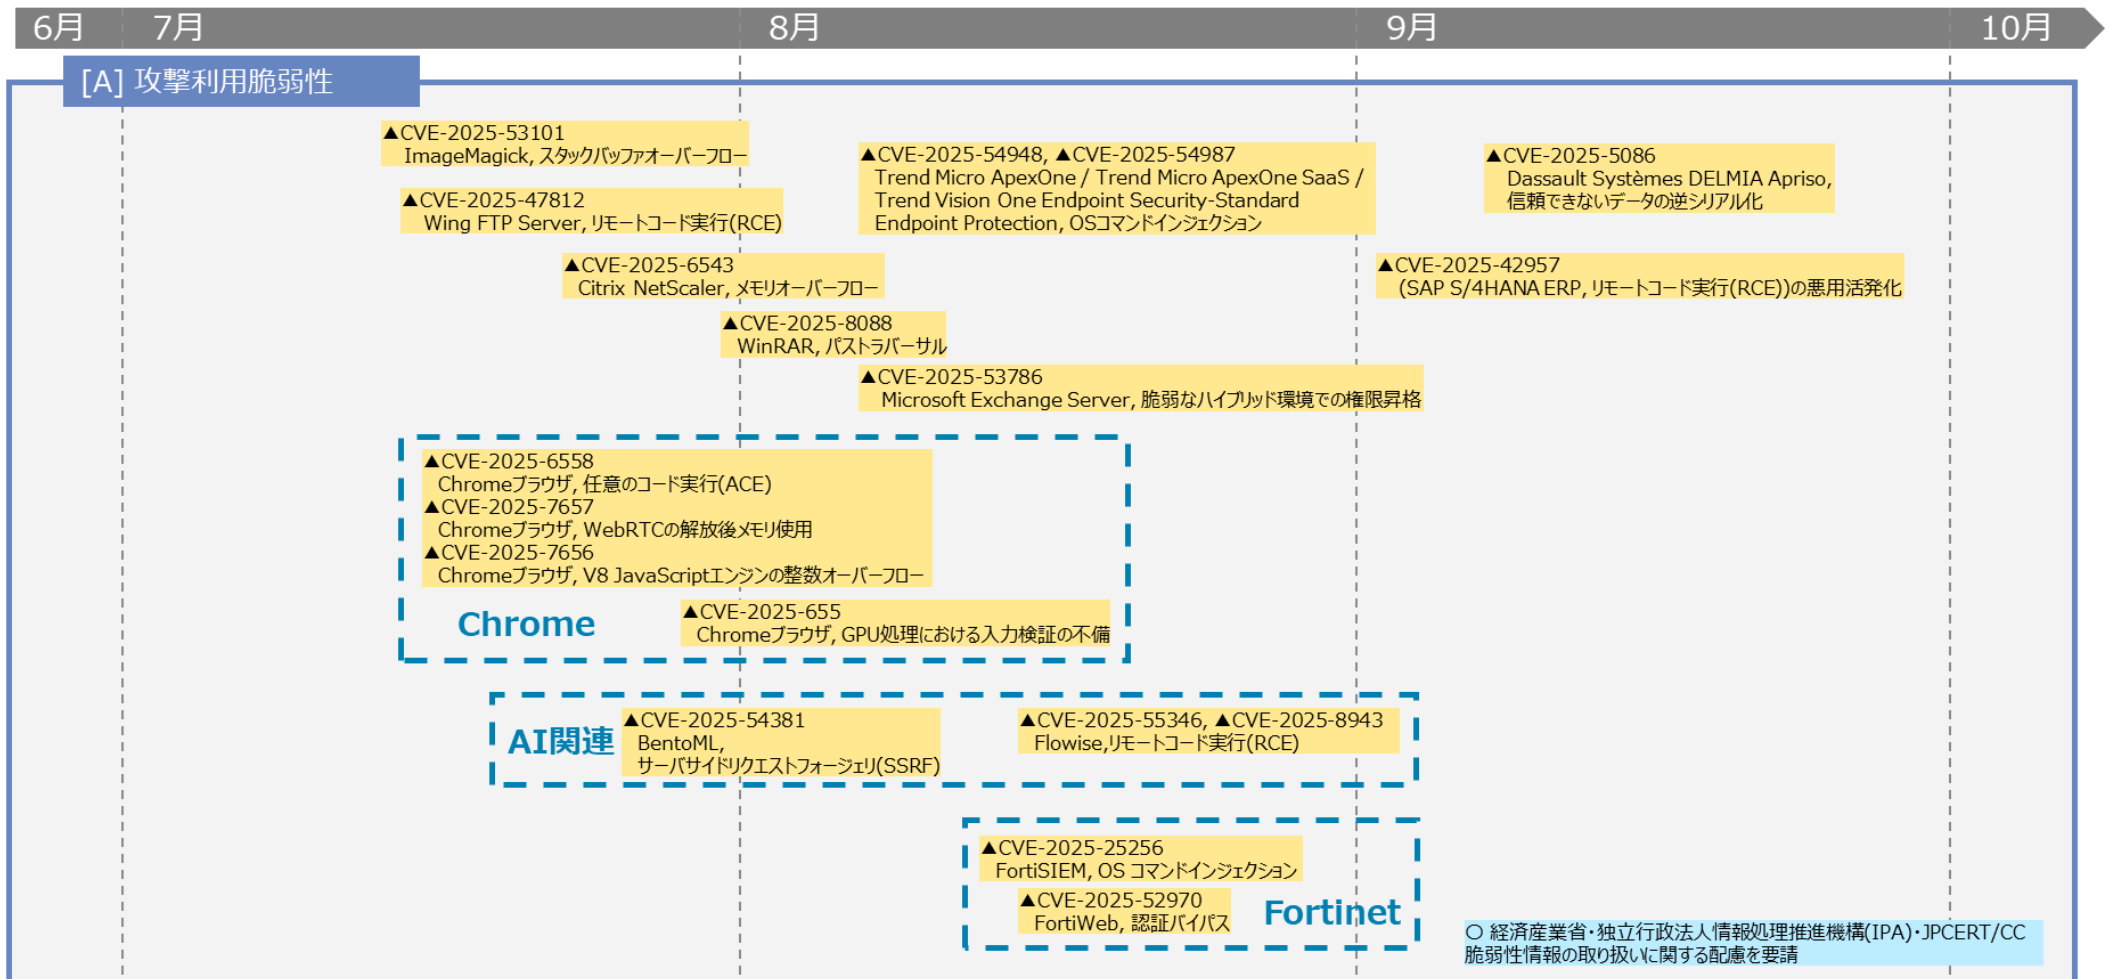 6月 7月 8月 9月 10月
[A] 攻撃利用脆弱性
▲CVE-2025-53101
ImageMagick, スタックバッファオーバーフロー
▲CVE-2025-47812
Wing FTP Server, リモートコード実行(RCE)
▲CVE-2025-6543
Citrix NetScaler, メモリオーバーフロー
▲CVE-2025-8088
WinRAR, パストラバーサル
▲CVE-2025-54948, ▲CVE-2025-54987
Trend Micro ApexOne / Trend Micro ApexOne SaaS /
Trend Vision One Endpoint Security-Standard
Endpoint Protection, OSコマンドインジェクション
▲CVE-2025-53786
Microsoft Exchange Server, 脆弱なハイブリッド環境での権限昇格
▲CVE-2025-5086
Dassault Systèmes DELMIA Apriso,
信頼できないデータの逆シリアル化
▲CVE-2025-42957
(SAP S/4HANA ERP, リモートコード実行(RCE))の悪用活発化
▲CVE-2025-6558
Chromeブラウザ, 任意のコード実行(ACE)
▲CVE-2025-7657
Chromeブラウザ, WebRTCの解放後メモリ使用
▲CVE-2025-7656
Chromeブラウザ, V8 JavaScriptエンジンの整数オーバーフロー
Chrome
▲CVE-2025-655
Chromeブラウザ, GPU処理における入力検証の不備
AI関連
▲CVE-2025-54381
BentoML,
サーバサイドリクエストフォージェリ(SSRF)
▲CVE-2025-55346, ▲CVE-2025-8943
Flowise,リモートコード実行(RCE)
▲CVE-2025-25256
FortiSIEM, OS コマンドインジェクション
▲CVE-2025-52970
FortiWeb, 認証バイパス
Fortinet
○ 経済産業省・独立行政法人情報処理推進機構(IPA)・JPCERT/CC
脆弱性情報の取り扱いに関する配慮を要請